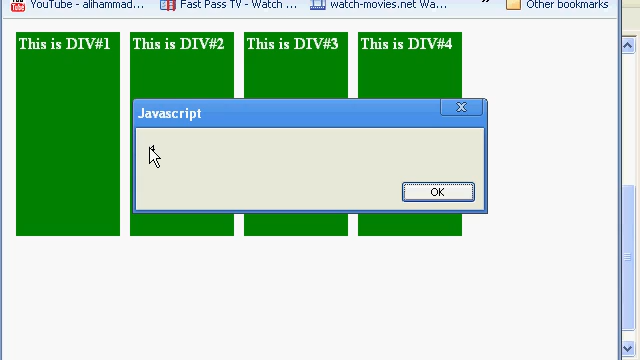 YouTube - alihammad...
Fast Pass TV - Watch ...
watch-movies.net Wa...
»
Other bookmarks
This is DIV#1
This is DIV#2
This is DIV#3
This is DIV#4
Javascript
OK